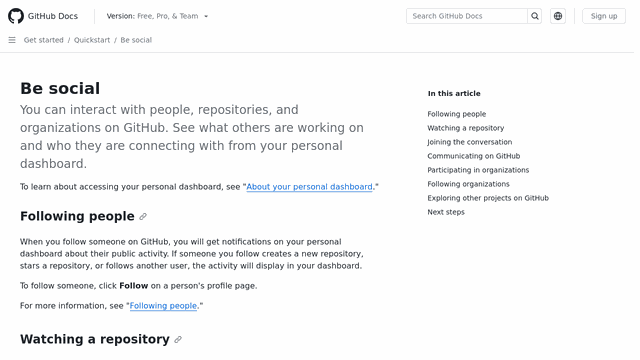 GitHub Docs
Version: Free, Pro, & Team
Search GitHub Docs
Sign up
Get started / Quickstart / Be social
Be social
You can interact with people, repositories, and
organizations on GitHub. See what others are working on
and who they are connecting with from your personal
dashboard.
To learn about accessing your personal dashboard, see "About your personal dashboard."
Following people
When you follow someone on GitHub, you will get notifications on your personal
dashboard about their public activity. If someone you follow creates a new repository,
stars a repository, or follows another user, the activity will display in your dashboard.
To follow someone, click Follow on a person's profile page.
For more information, see "Following people."
Watching a repository
In this article
Following people
Watching a repository
Joining the conversation
Communicating on GitHub
Participating in organizations
Following organizations
Exploring other projects on GitHub
Next steps